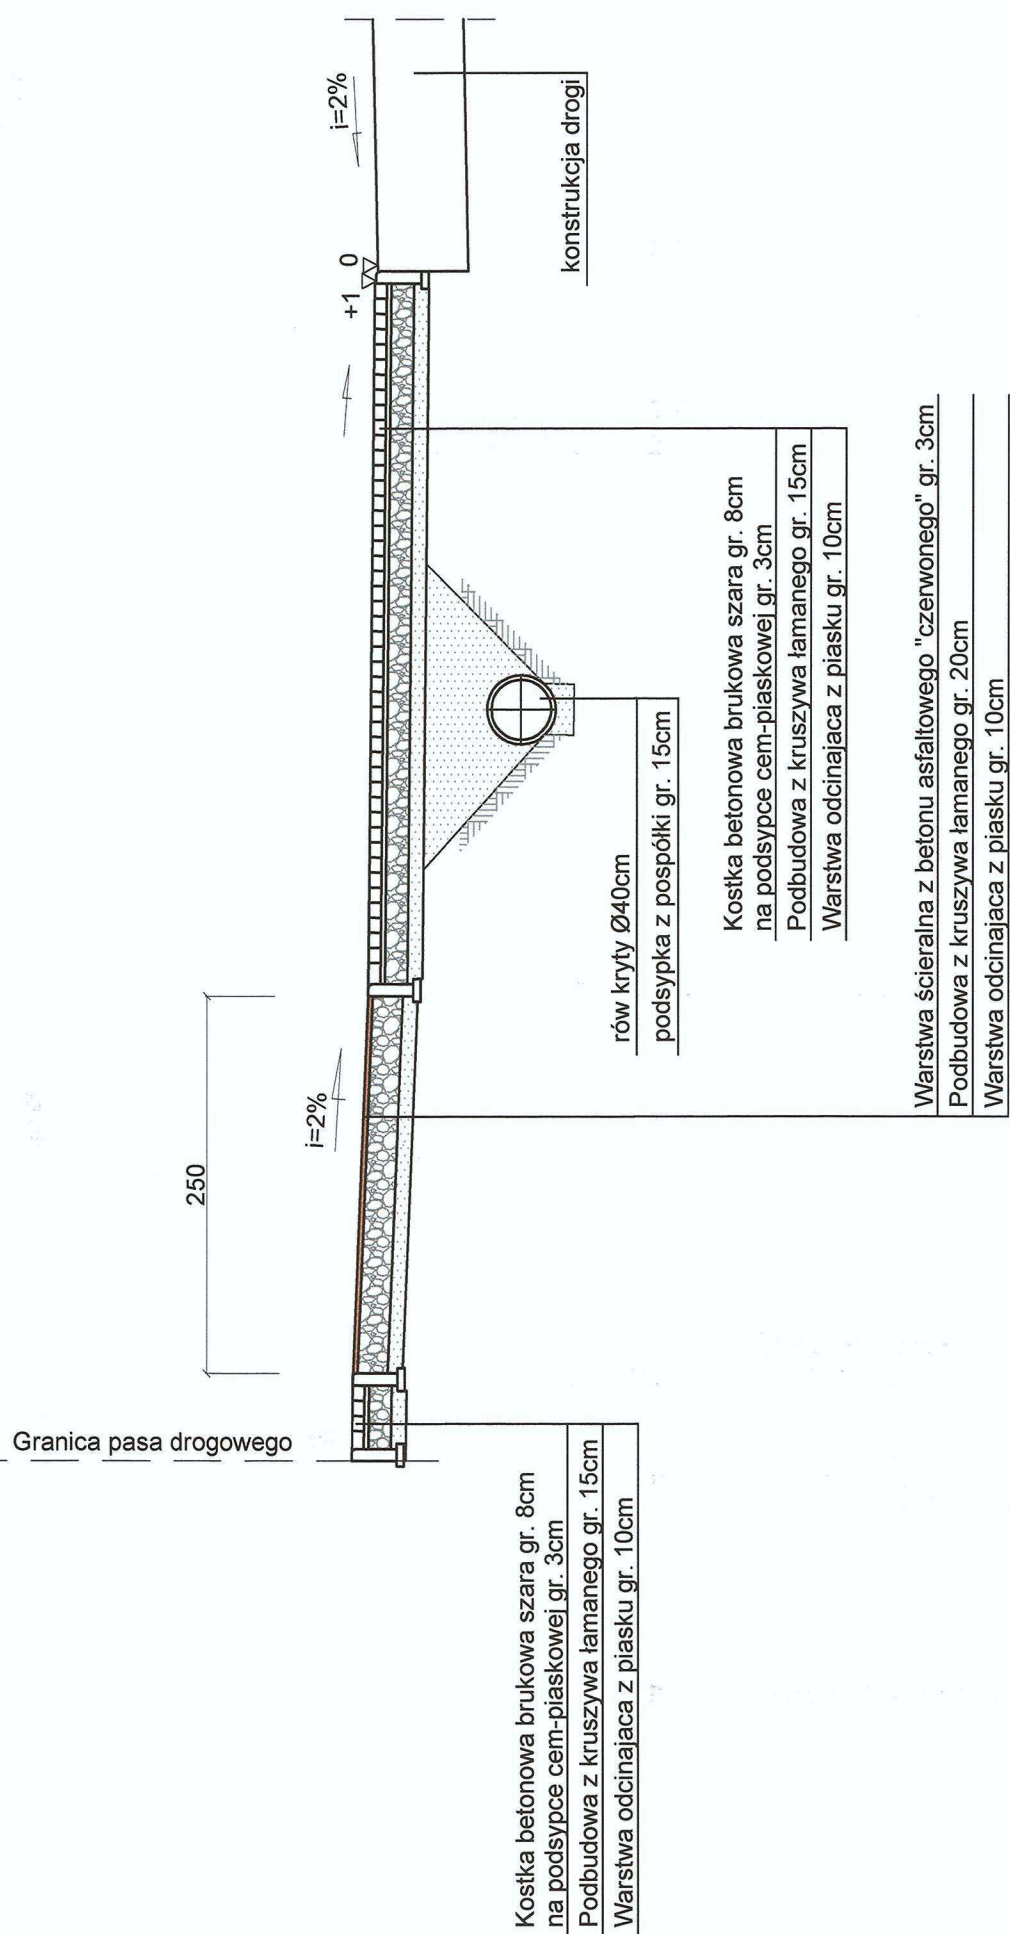 i=2%
konstrukcja drogi
0
+1
Kostka betonowa brukowa szara gr. 8cm
na podsypce cem-piaskowej gr. 3cm
Podbudowa z kruszywa łamanego gr. 15cm
Warstwa odcinajaca z piasku gr. 10cm
Warstwa ścieralna z betonu asfaltowego "czerwonego" gr. 3cm
Podbudowa z kruszywa łamanego gr. 20cm
Warstwa odcinajaca z piasku gr. 10cm
rów kryty Ø40cm
podsypka z pospółki gr. 15cm
i=2%
250
Granica pasa drogowego
Kostka betonowa brukowa szara gr. 8cm
na podsypce cem-piaskowej gr. 3cm
Podbudowa z kruszywa łamanego gr. 15cm
Warstwa odcinajaca z piasku gr. 10cm